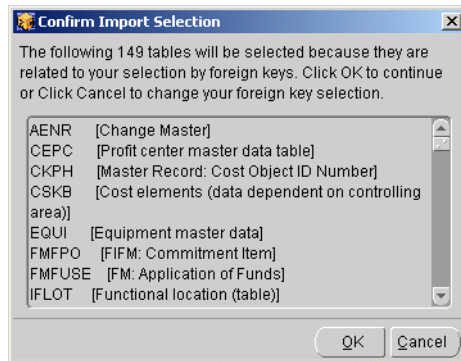 Confirm Import Selection
The following 149 tables will be selected because they are
related to your selection by foreign keys. Click OK to continue
or Click Cancel to change your foreign key selection.
AENR [Change Master]
CEPC [Profit center master data table]
CKPH [Master Record: Cost Object ID Number]
CSKB [Cost elements (data dependent on controlling
area)]
EQUI [Equipment master data]
FMFPO [FIFM: Commitment Item]
FMFUSE [FM: Application of Funds]
IFLOT [Functional location (table)]
OK Cancel